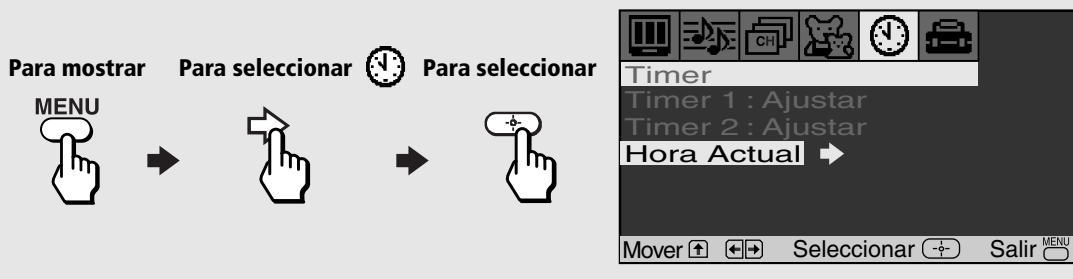 Para mostrar
MENU
Para seleccionar
Para seleccionar
CH
Timer
Timer 1 : Ajustar
Timer 2 : Ajustar
Hora Actual
Mover Seleccionar Salir MENU